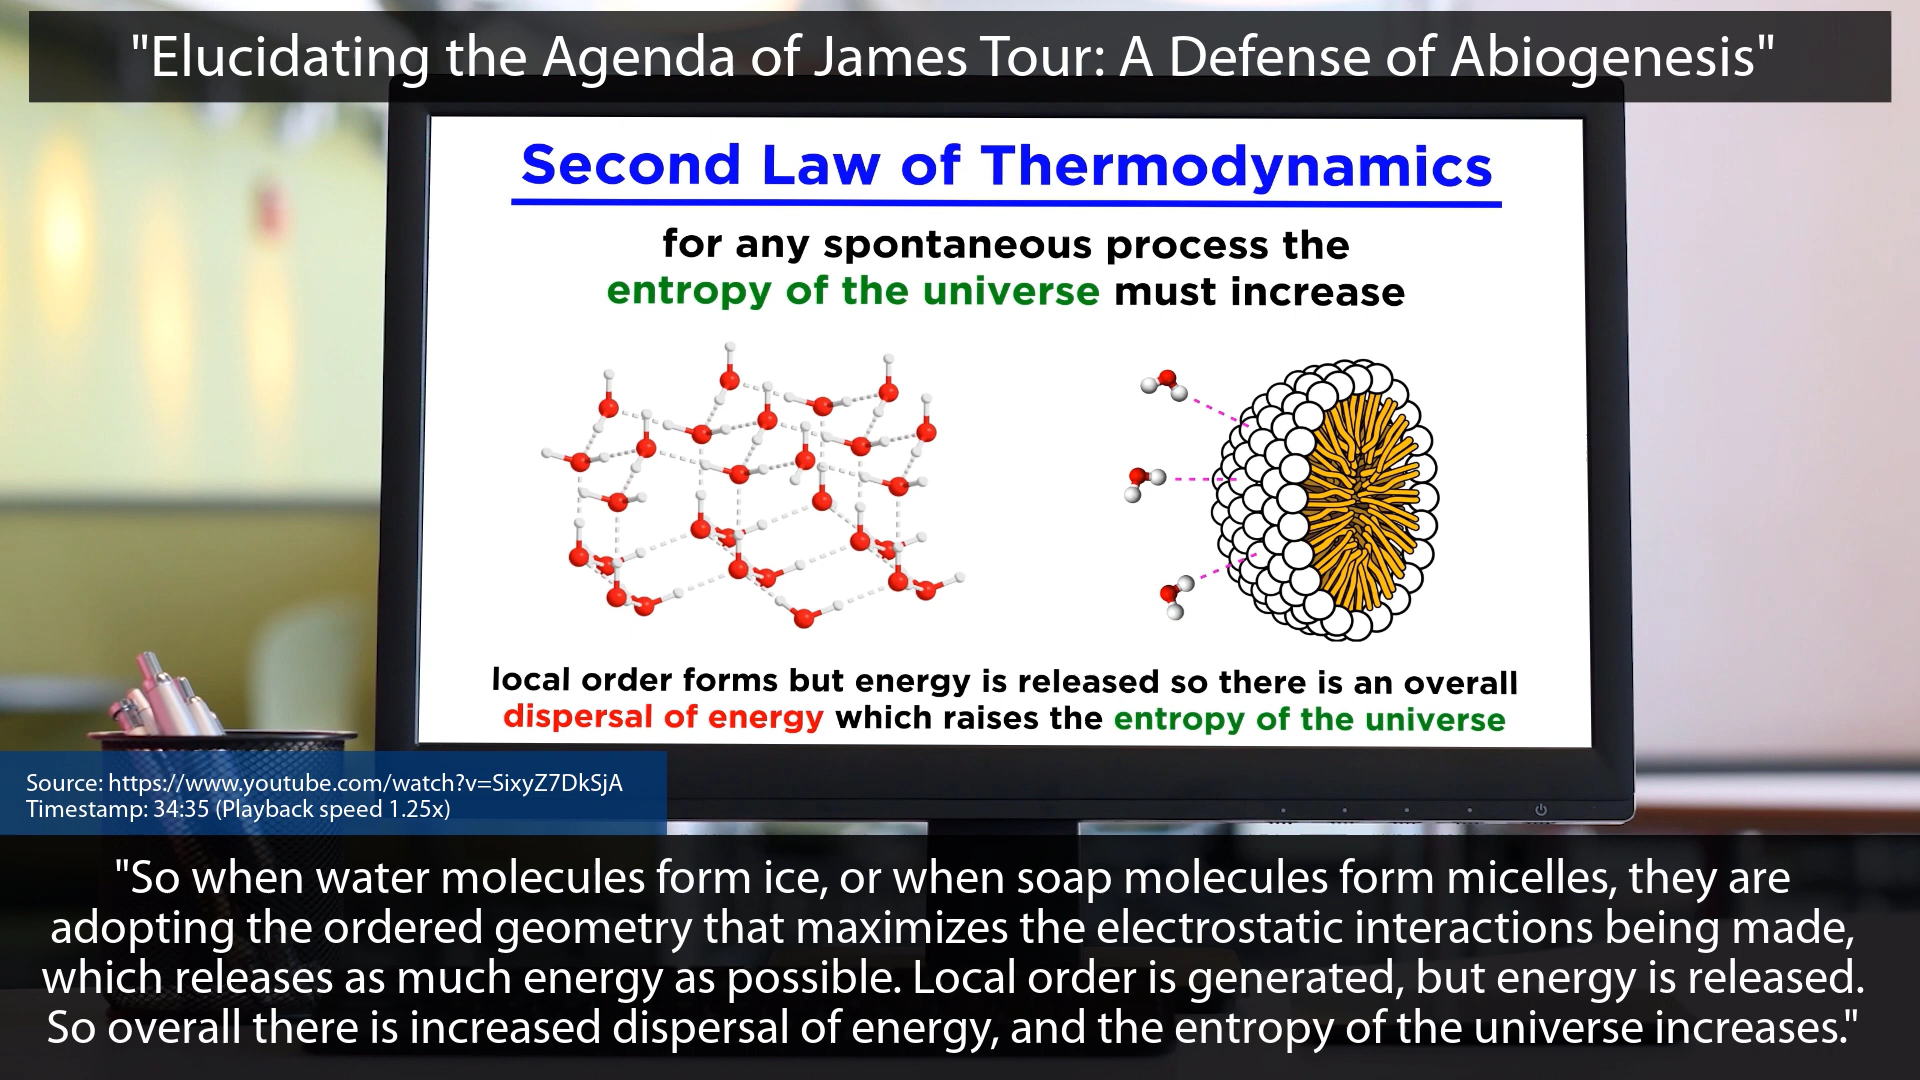 "Elucidating the Agenda of James Tour: A Defense of Abiogenesis"
Second Law of Thermodynamics
for any spontaneous process the
entropy of the universe must increase
local order forms but energy is released so there is an overall
dispersal of energy which raises the entropy of the universe
Source: https://www.youtube.com/watch?v=SixyZ7DkSjA
Timestamp: 34:35 (Playback speed 1.25x)
"So when water molecules form ice, or when soap molecules form micelles, they are
adopting the ordered geometry that maximizes the electrostatic interactions being made,
which releases as much energy as possible. Local order is generated, but energy is released.
So overall there is increased dispersal of energy, and the entropy of the universe increases."